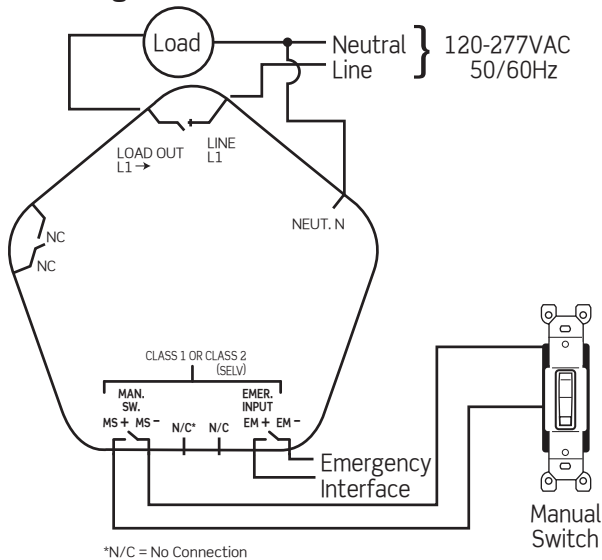 Load
Neutral } 120-277VAC
Line 50/60Hz
LOAD OUT
L1 →
LINE
L1
NEUT. N
NC
NC
CLASS 1 OR CLASS 2
(SELV)
MAN.
SW.
MS + MS -
N/C*
N/C
EMER.
INPUT
EM + EM -
Emergency
Interface
Manual
Switch
*N/C = No Connection